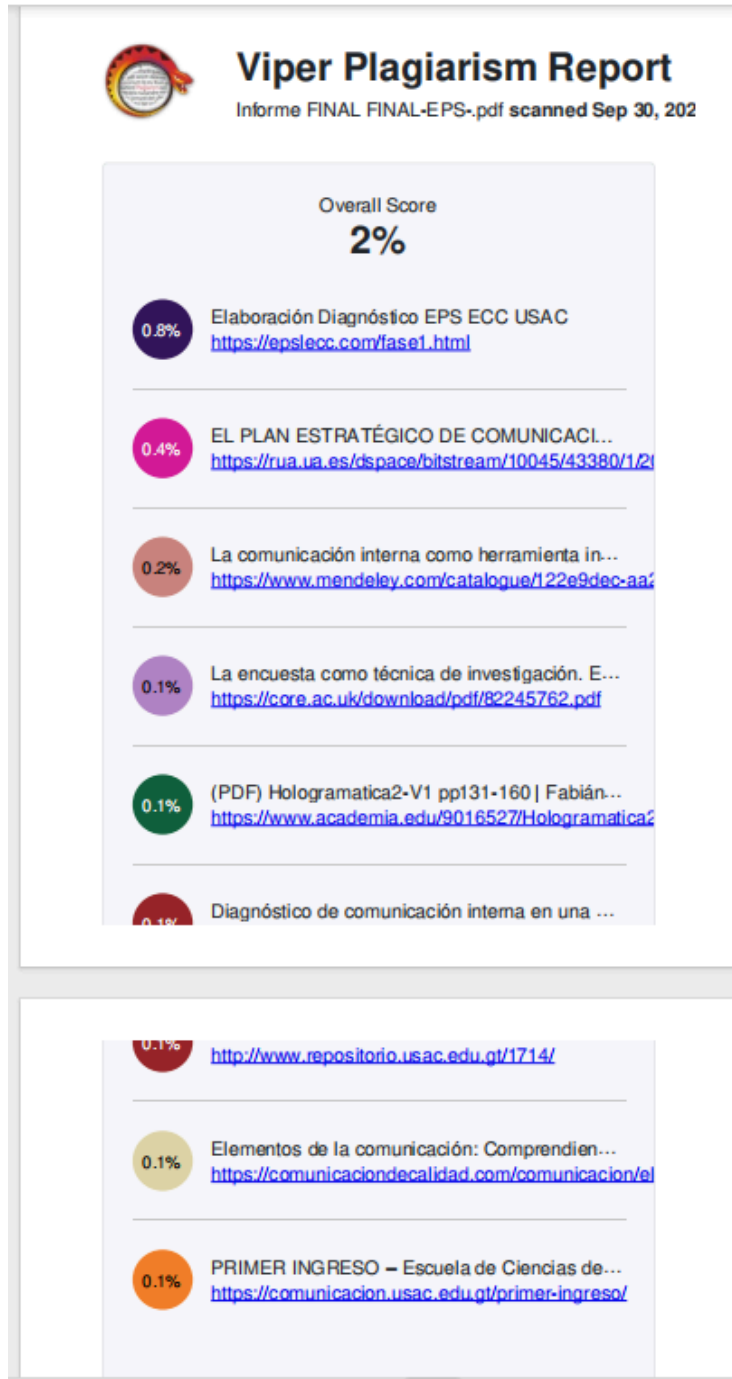 Viper Plagiarism Report
Informe FINAL FINAL-EPS-.pdf scanned Sep 30, 202
Overall Score
2%
0.8%
Elaboración Diagnóstico EPS ECC USAC
https://epslecc.com/fase1.html
0.4%
EL PLAN ESTRATÉGICO DE COMUNICACI...
https://rua.ua.es/dspace/bitstream/10045/43380/1/20
0.2%
La comunicación interna como herramienta in...
https://www.mendeley.com/catalogue/122e9dec-aa2
0.1%
La encuesta como técnica de investigación. E...
https://core.ac.uk/download/pdf/82245762.pdf
0.1%
(PDF) Hologramatica2-V1 pp131-160 | Fabián...
https://www.academia.edu/9016527/Hologramatica2
0.1%
Diagnóstico de comunicación interna en una ...
0.1%
http://www.repositorio.usac.edu.gt/1714/
0.1%
Elementos de la comunicación: Comprendien...
https://comunicaciondecalidad.com/comunicacion/el
0.1%
PRIMER INGRESO – Escuela de Ciencias de...
https://comunicacion.usac.edu.gt/primer-ingreso/